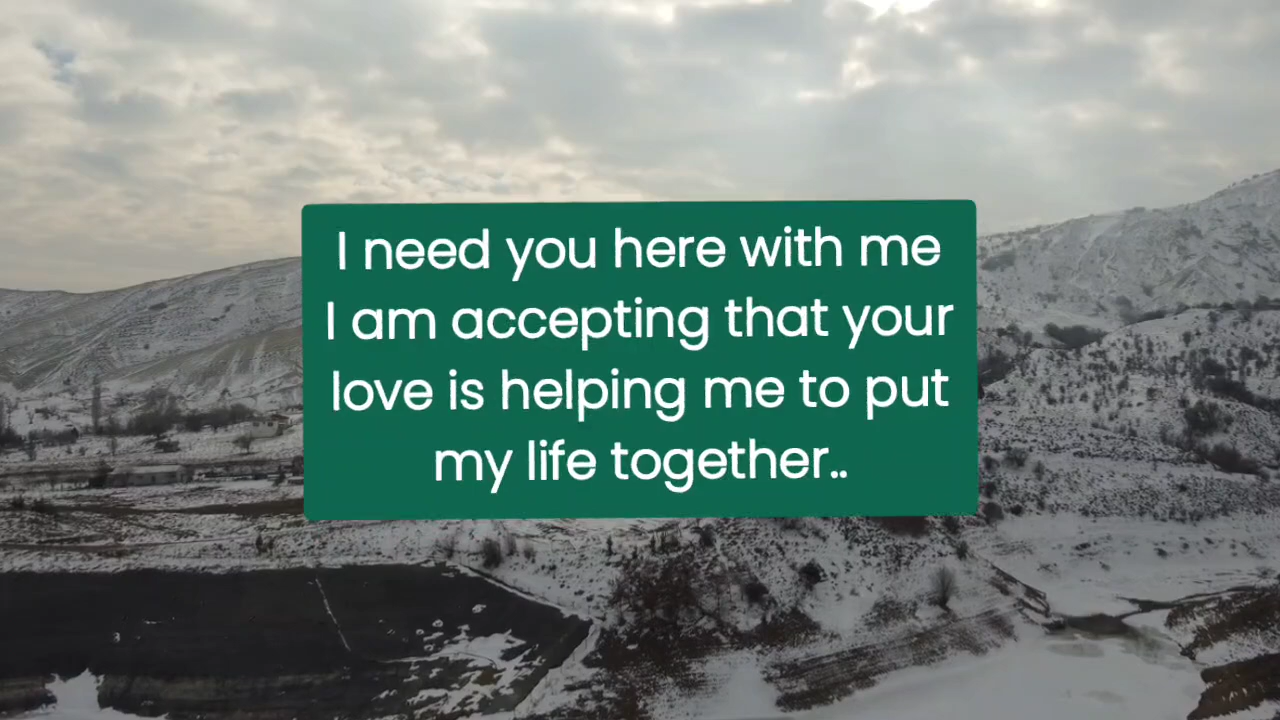 I need you here with me
I am accepting that your
love is helping me to put
my life together..